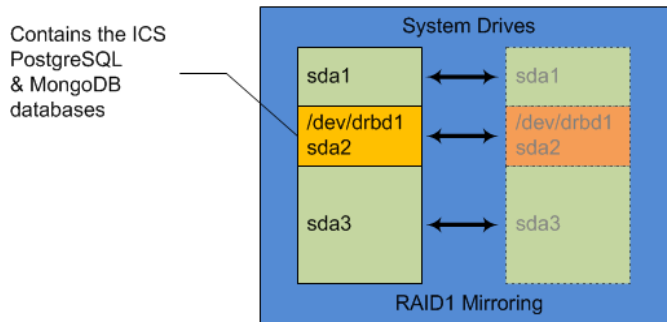 Contains the ICS
PostgreSQL
& MongoDB
databases
System Drives
sda1
sda1
/dev/drbd1
sda2
/dev/drbd1
sda2
sda3
sda3
RAID1 Mirroring